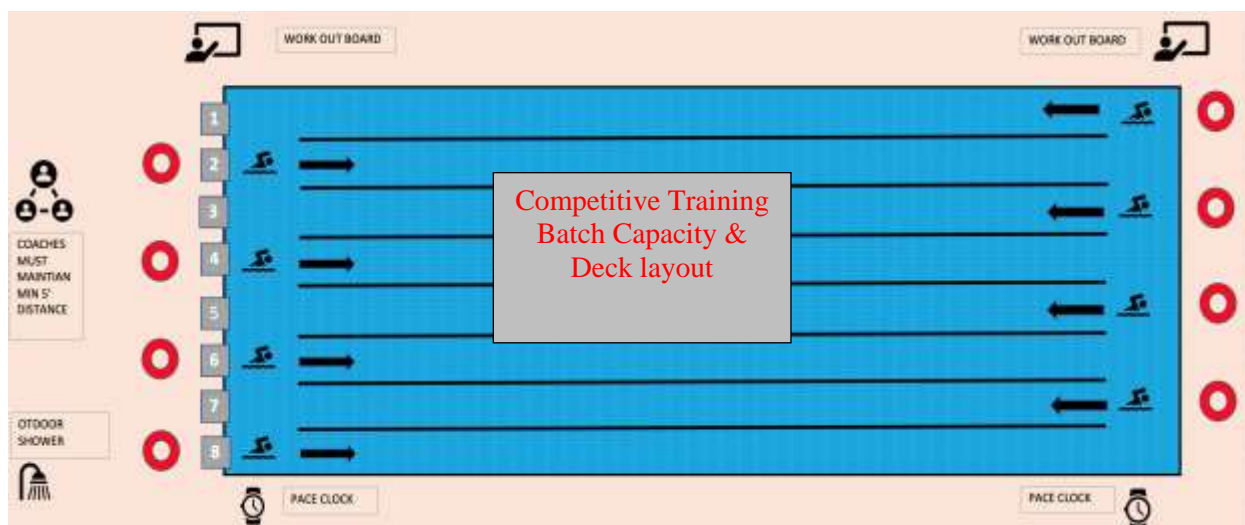 WORK OUT BOARD
WORK OUT BOARD
1
2
3
4
5
6
7
8
Competitive Training
Batch Capacity &
Deck layout
COACHES
MUST
MAINTIAN
MIN 5'
DISTANCE
OTDOOR
SHOWER
PACE CLOCK
PACE CLOCK